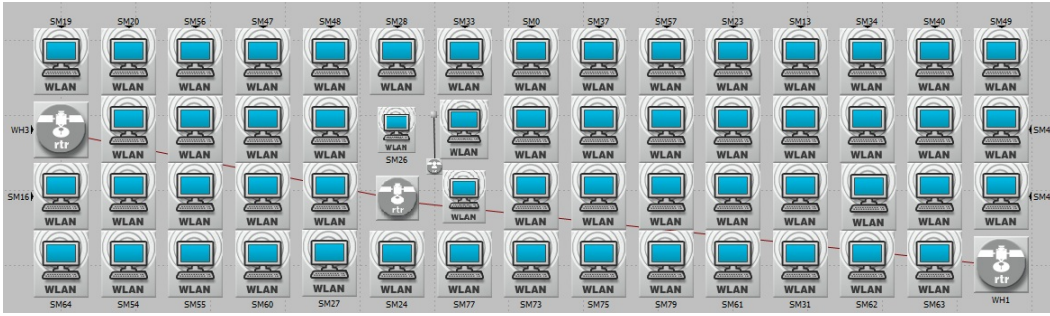 SM19 SM20 SM56 SM47 SM48 SM28 SM33 SM0 SM37 SM57 SM23 SM13 SM34 SM40 SM49
WLAN WLAN WLAN WLAN WLAN WLAN WLAN WLAN WLAN WLAN WLAN WLAN WLAN WLAN WLAN
WH3 rtr WLAN WLAN WLAN WLAN WLAN WLAN WLAN WLAN WLAN WLAN WLAN WLAN WLAN WLAN SM4
SM26
SM16 WLAN WLAN WLAN WLAN WLAN rtr WLAN WLAN WLAN WLAN WLAN WLAN WLAN WLAN WLAN SM4
WLAN WLAN WLAN WLAN WLAN WLAN WLAN WLAN WLAN WLAN WLAN WLAN WLAN WLAN rtr
SM64 SM54 SM55 SM60 SM27 SM24 SM77 SM73 SM75 SM79 SM61 SM31 SM62 SM63 WH1